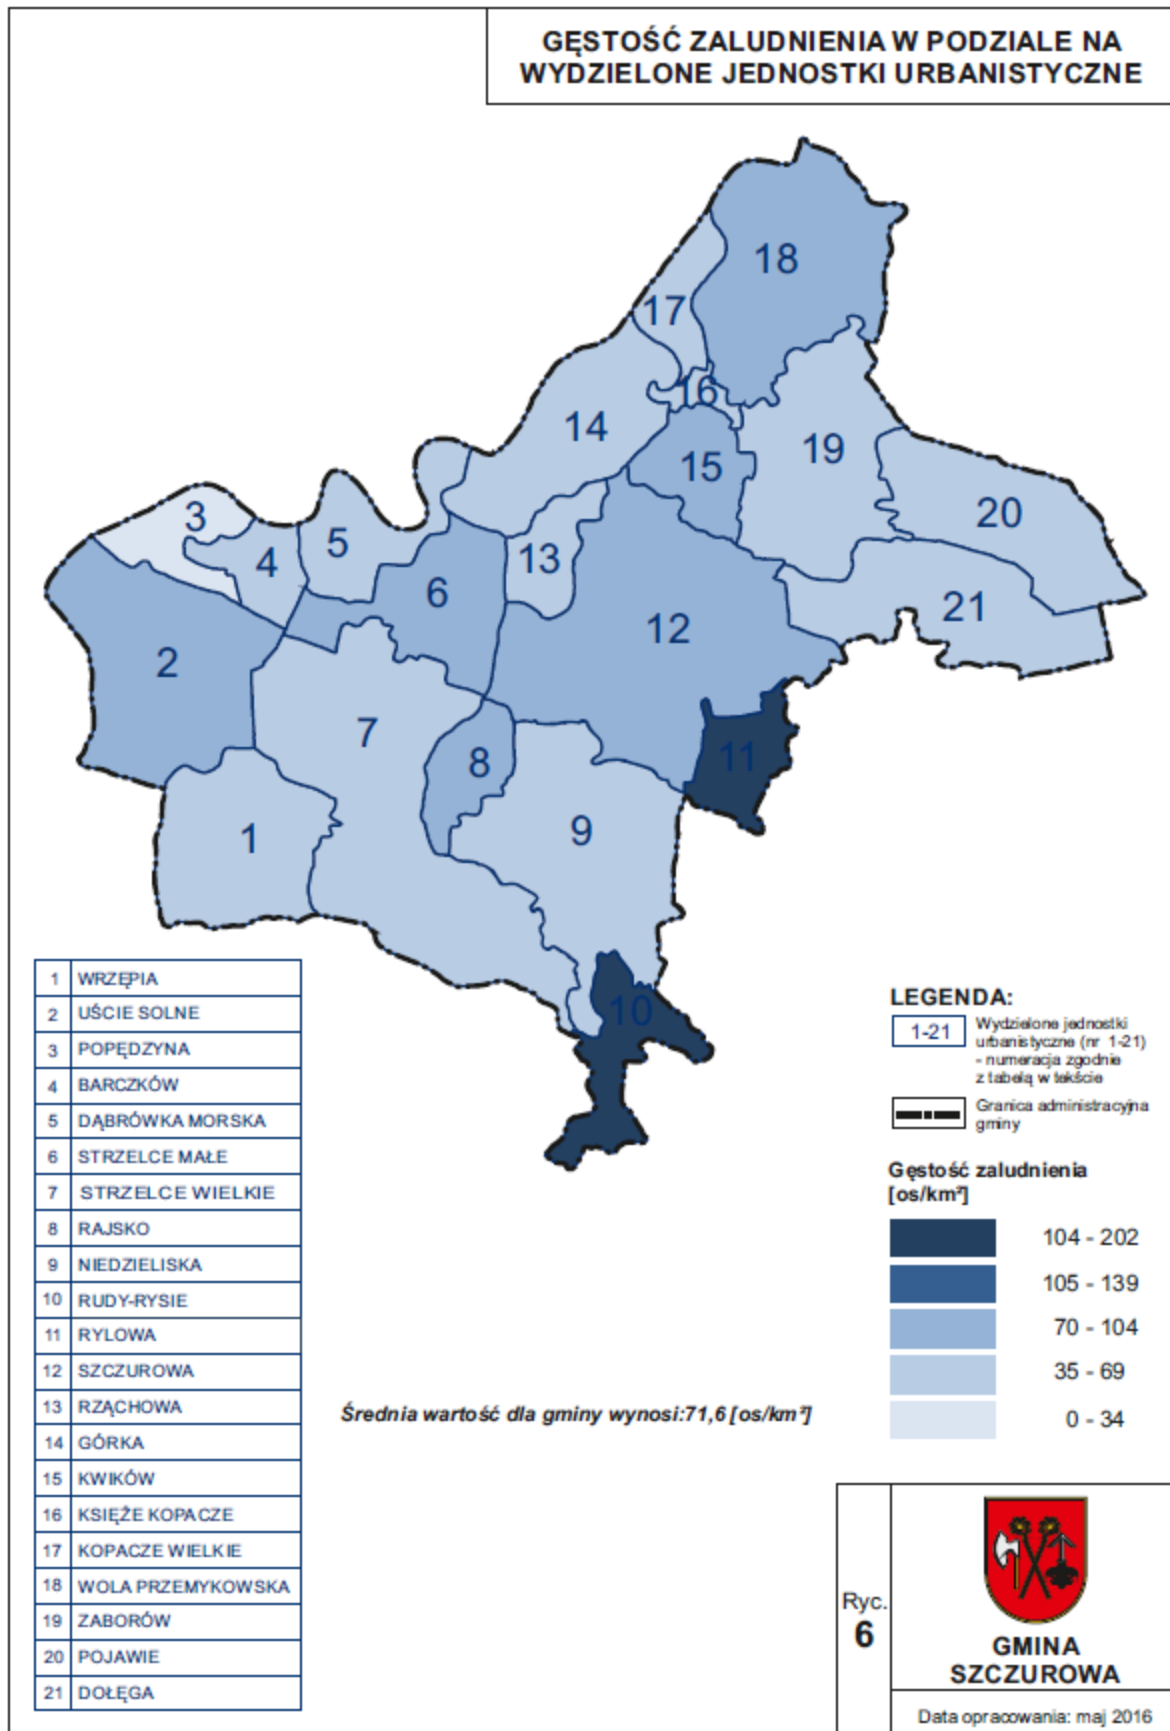 GĘSTOŚĆ ZALUDNIENIA W PODZIALE NA
WYDZIELONE JEDNOSTKI URBANISTYCZNE
18
17
16
14
19
15
20
3
5
13
4
6
21
12
2
7
11
8
9
1
10
1 WRZĘPIA
2 UŚCIE SOLNE
3 POPĘDZYNA
4 BARCZKÓW
5 DĄBRÓWKA MORSKA
6 STRZELCE MAŁE
7 STRZELCE WIELKIE
8 RAJSKO
9 NIEDZIELISKA
10 RUDY-RYSIE
11 RYLOWA
12 SZCZUROWA
13 RZĄCHOWA
14 GÓRKA
15 KWIKÓW
16 KSIĘŻE KOPACZE
17 KOPACZE WIELKIE
18 WOLA PRZEMYKOWSKA
19 ZABORÓW
20 POJAWIE
21 DOŁĘGA
Średnia wartość dla gminy wynosi:71,6 [os/km²]
LEGENDA:
1-21
Wydzielone jednostki
urbanistyczne (nr 1-21)
- numeracja zgodnie
z tabelą w tekście
Granica administracyjna
gminy
Gęstość zaludnienia
[os/km²]
104 - 202
105 - 139
70 - 104
35 - 69
0 - 34
Ryc.
6
GMINA
SZCZUROWA
Data opracowania: maj 2016